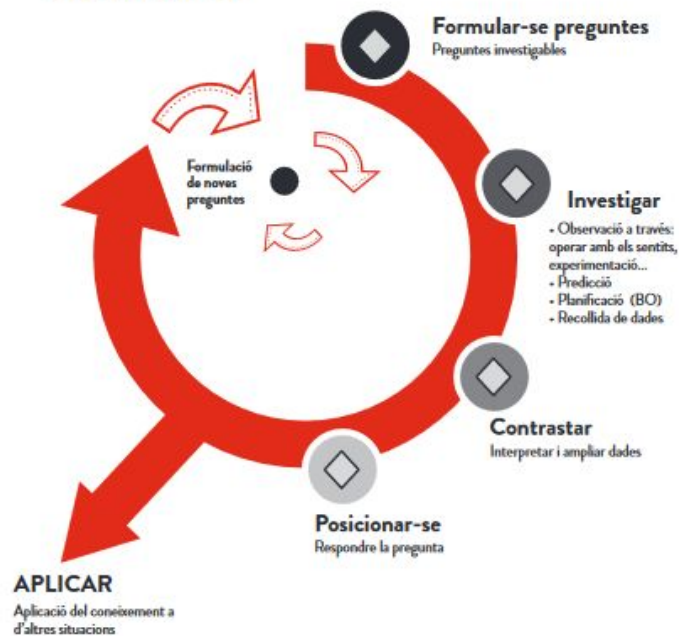 Formular-se preguntes
Preguntes investigables
Formulació
de noves
preguntes
Investigar
• Observació a través:
operar amb els sentits,
experimentació...
• Predicció
• Planificació (BO)
• Recollida de dades
Contrastar
Interpretar i ampliar dades
Posicionar-se
Respondre la pregunta
APLICAR
Aplicació del coneixement a
d'altres situacions